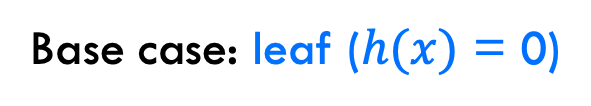 Base case: leaf (ℎ(𝑥) = 0)